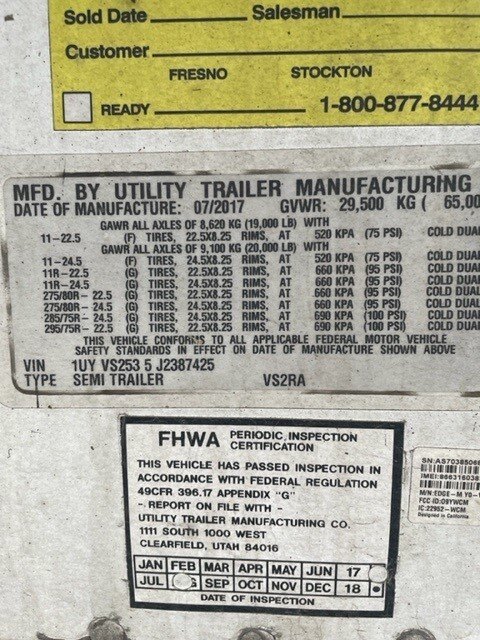 Sold Date Salesman
Customer
FRESNO STOCKTON
READY 1-800-877-8444
MFD. BY UTILITY TRAILER MANUFACTURING
DATE OF MANUFACTURE: 07/2017 GVWR: 29,500 KG ( 65,00
GAWR ALL AXLES OF 8,620 KG (19,000 LB) WITH
11-22.5 (F) TIRES, 22.5X8.25 RIMS, AT 520 KPA (75 PSI) COLD DUAL
GAWR ALL AXLES OF 9,100 KG (20,000 LB) WITH
11-24.5 (F) TIRES, 24.5X8.25 RIMS, AT 520 KPA (75 PSI) COLD DUAL
11R-22.5 (G) TIRES, 22.5X8.25 RIMS, AT 660 KPA (95 PSI) COLD DUAL
11R-24.5 (G) TIRES, 24.5X8.25 RIMS, AT 660 KPA (95 PSI) COLD DUAL
275/80R-22.5 (G) TIRES, 22.5X8.25 RIMS, AT 660 KPA (95 PSI) COLD DUAL
275/80R-24.5 (G) TIRES, 24.5X8.25 RIMS, AT 660 KPA (95 PSI) COLD DUAL
285/75R-24.5 (G) TIRES, 24.5X8.25 RIMS, AT 690 KPA (100 PSI) COLD DUAL
295/75R-22.5 (G) TIRES, 22.5X8.25 RIMS, AT 690 KPA (100 PSI) COLD DUAL
THIS VEHICLE CONFORMS TO ALL APPLICABLE FEDERAL MOTOR VEHICLE
SAFETY STANDARDS IN EFFECT ON DATE OF MANUFACTURE SHOWN ABOVE
VIN 1UY VS253 5 J2387425
TYPE SEMI TRAILER VS2RA
FHWA PERIODIC INSPECTION
CERTIFICATION
THIS VEHICLE HAS PASSED INSPECTION IN
ACCORDANCE WITH FEDERAL REGULATION
49CFR 396.17 APPENDIX "G"
- REPORT ON FILE WITH -
UTILITY TRAILER MANUFACTURING CO.
1111 SOUTH 1000 WEST
CLEARFIELD, UTAH 84016
JAN FEB MAR APR MAY JUN 17
JUL G SEP OCT NOV DEC 18
DATE OF INSPECTION
M/N:EDGE-M
FCC-ID:O9YWCM
IC:22952-WCM
Designed in California